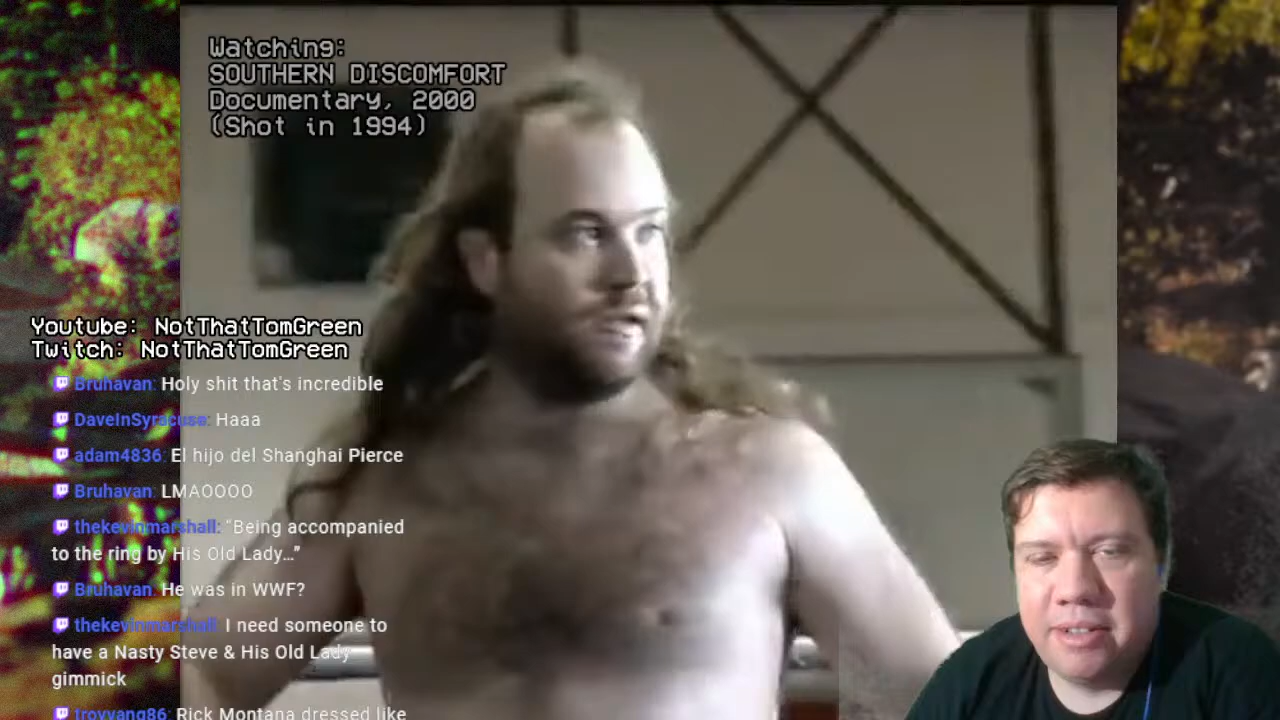 Watching:
SOUTHERN DISCOMFORT
Documentary, 2000
(Shot in 1994)
Youtube: NotThatTomGreen
Twitch: NotThatTomGreen
Bruhavan: Holy shit that's incredible
DaveInSyracuse: Haaa
adam4836: El hijo del Shanghai Pierce
Bruhavan: LMAOOOO
thekevinmarshall: “Being accompanied
to the ring by His Old Lady…”
Bruhavan: He was in WWF?
thekevinmarshall: I need someone to
have a Nasty Steve & His Old Lady
gimmick
troyyang86: Rick Montana dressed like